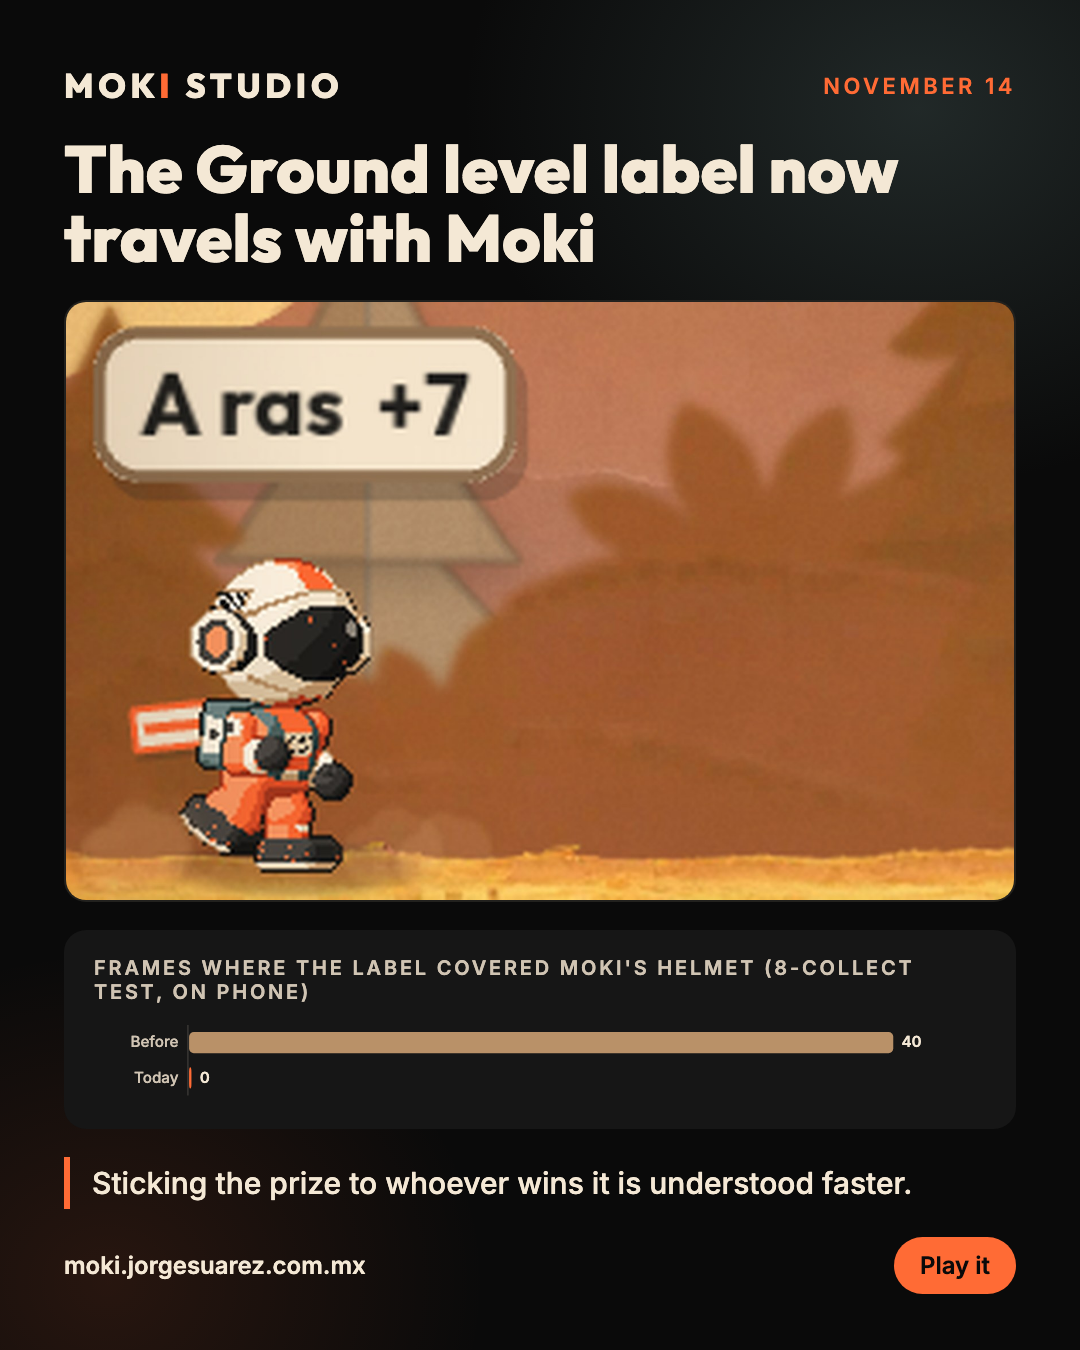 MOKI STUDIO
NOVEMBER 14
The Ground level label now
travels with Moki
A ras +7
FRAMES WHERE THE LABEL COVERED MOKI'S HELMET (8-COLLECT
TEST, ON PHONE)
Before 40
Today 0
Sticking the prize to whoever wins it is understood faster.
moki.jorgesuarez.com.mx
Play it